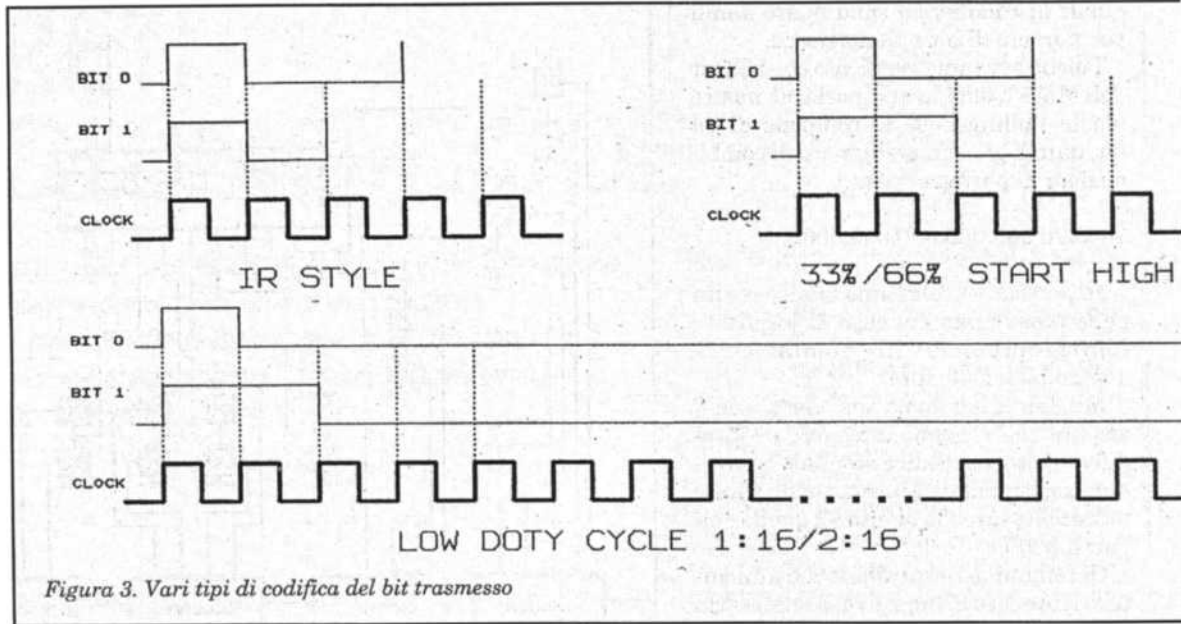 BIT 0
BIT 1
CLOCK
IR STYLE
BIT 0
BIT 1
CLOCK
33%/66% START HIGH
BIT 0
BIT 1
CLOCK
LOW DOTY CYCLE 1:16/2:16
Figura 3. Vari tipi di codifica del bit trasmesso